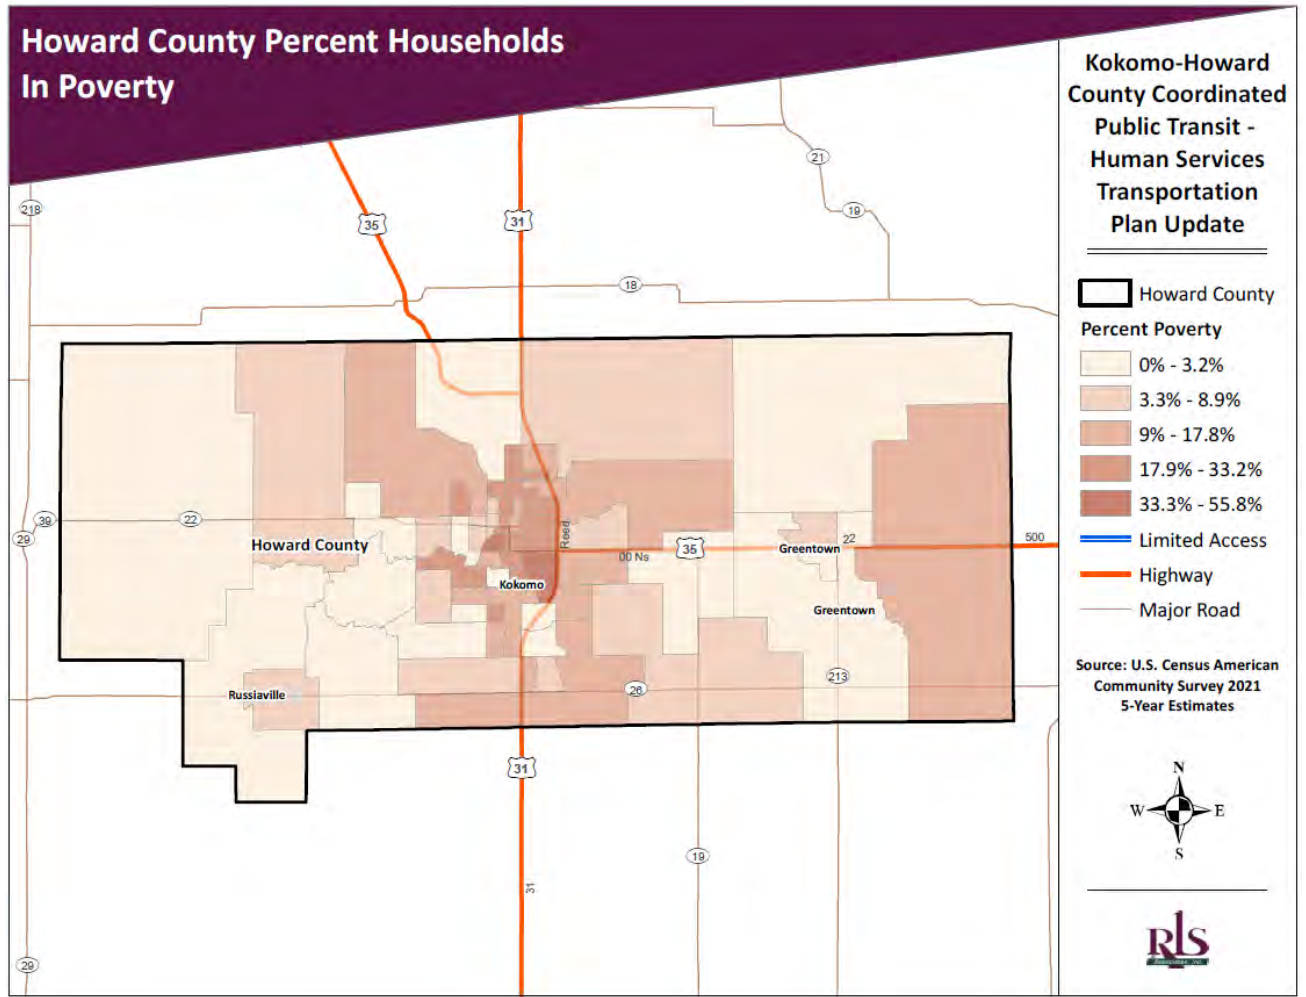 Howard County Percent Households
In Poverty
Kokomo-Howard
County Coordinated
Public Transit -
Human Services
Transportation
Plan Update
Howard County
Percent Poverty
0% - 3.2%
3.3% - 8.9%
9% - 17.8%
17.9% - 33.2%
33.3% - 55.8%
Limited Access
Highway
Major Road
Source: U.S. Census American
Community Survey 2021
5-Year Estimates
N
W
E
S
RLS
218
35
31
21
19
18
39
29
22
Howard County
Reed
00 Ns
35
Greentown
22
500
Kokomo
Greentown
Russiaville
26
213
31
19
31
29